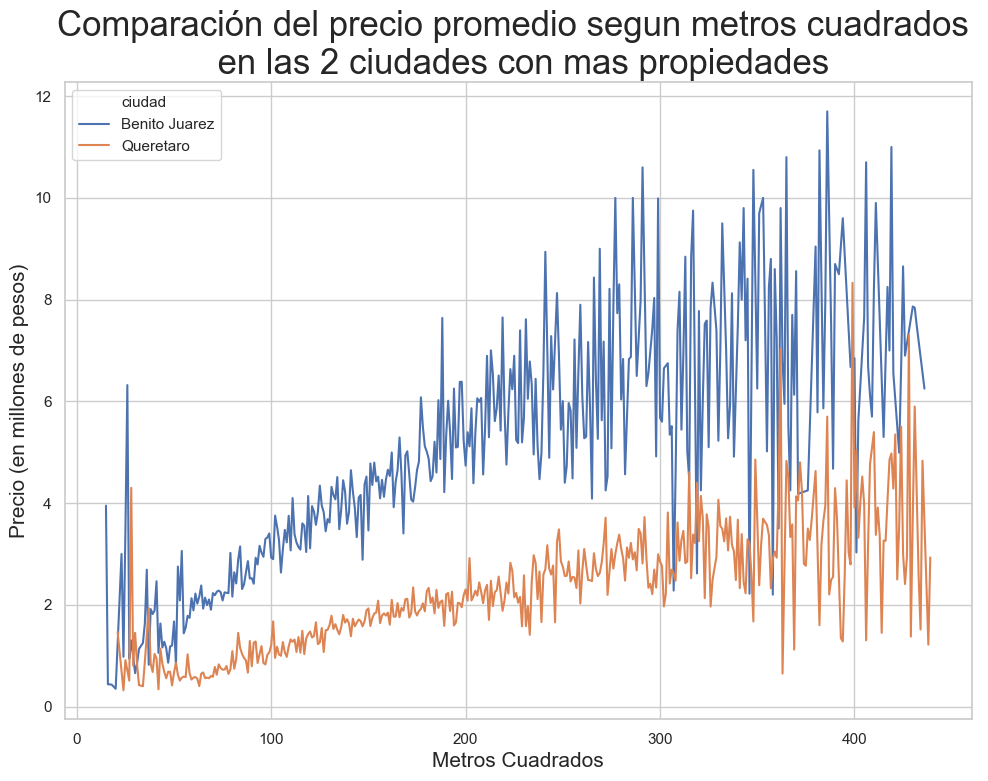 Comparación del precio promedio segun metros cuadrados
en las 2 ciudades con mas propiedades
12
10
8
6
4
2
0
Precio (en millones de pesos)
ciudad
Benito Juarez
Queretaro
0
100
200
300
400
Metros Cuadrados